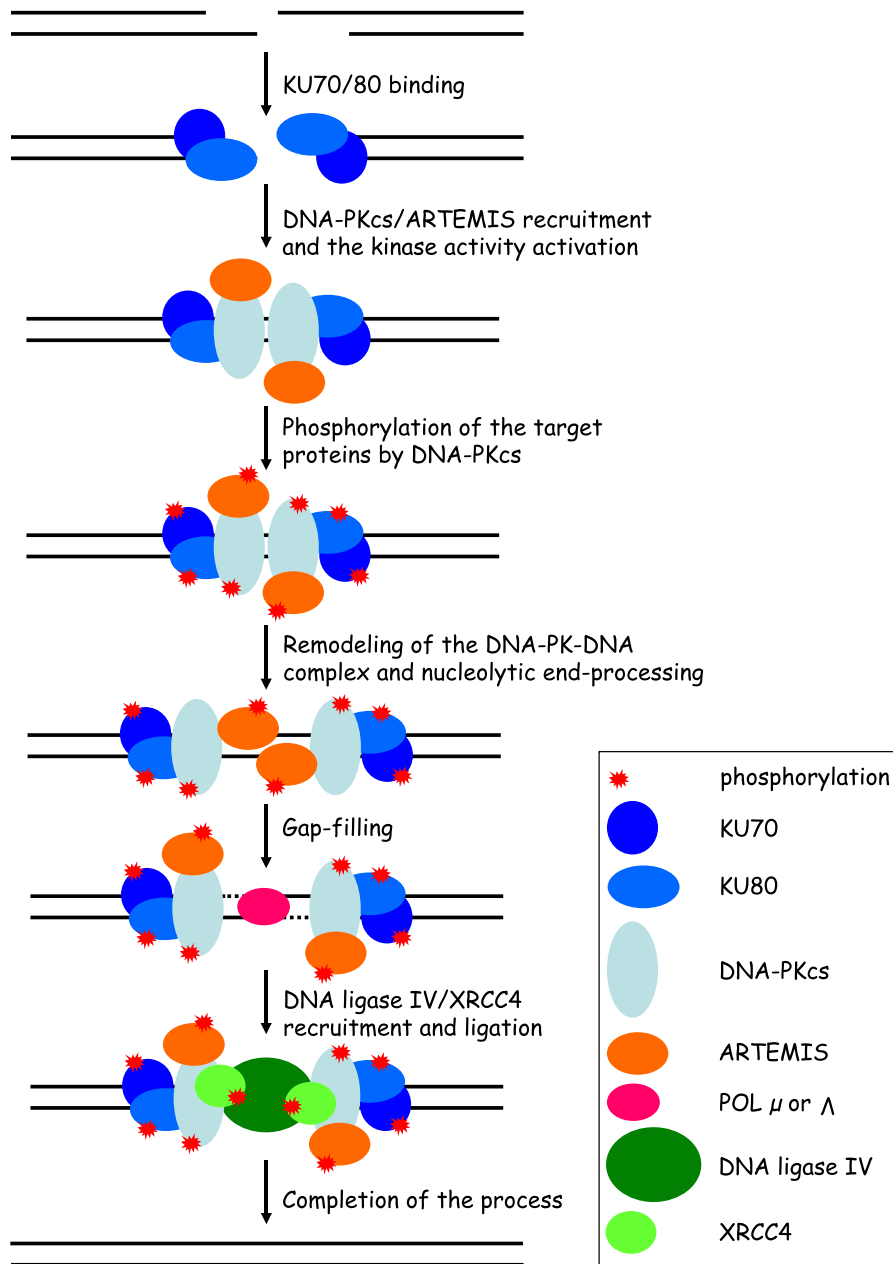 KU70/80 binding
DNA-PKcs/ARTEMIS recruitment
and the kinase activity activation
Phosphorylation of the target
proteins by DNA-PKcs
Remodeling of the DNA-PK-DNA
complex and nucleolytic end-processing
Gap-filling
DNA ligase IV/XRCC4
recruitment and ligation
Completion of the process
phosphorylation
KU70
KU80
DNA-PKcs
ARTEMIS
POL µ or Λ
DNA ligase IV
XRCC4